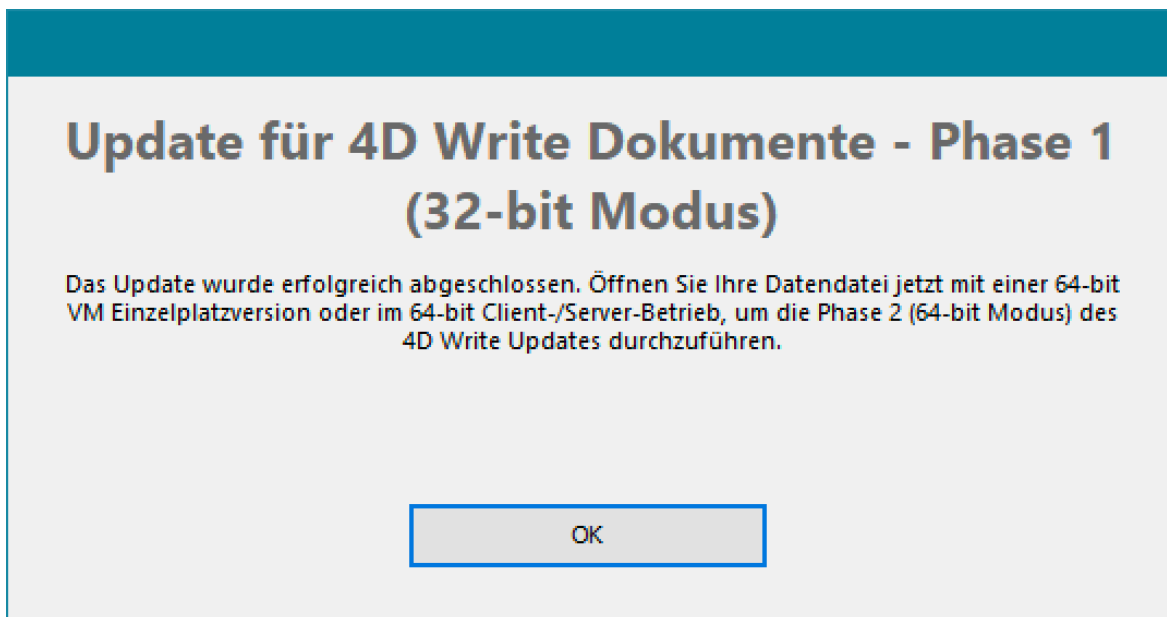 Update für 4D Write Dokumente - Phase 1
(32-bit Modus)
Das Update wurde erfolgreich abgeschlossen. Öffnen Sie Ihre Datendatei jetzt mit einer 64-bit
VM Einzelplatzversion oder im 64-bit Client-/Server-Betrieb, um die Phase 2 (64-bit Modus) des
4D Write Updates durchzuführen.
OK